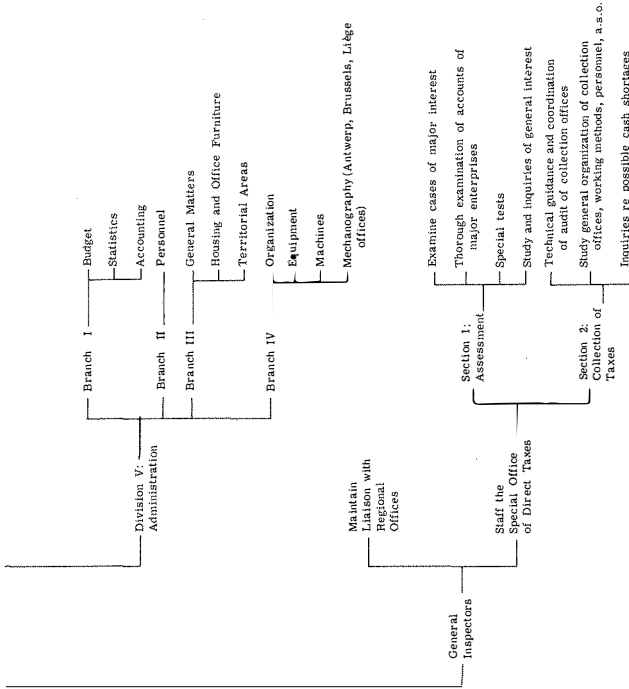 Division V:
Administration
Branch I
Budget
Statistics
Accounting
Branch II
Personnel
Branch III
General Matters
Housing and Office Furniture
Territorial Areas
Branch IV
Organization
Equipment
Machines
Mechanography (Antwerp, Brussels, Liège
offices)
General
Inspectors
Maintain
Liaison with
Regional
Offices
Staff the
Special Office
of Direct Taxes
Section 1:
Assessment
Examine cases of major interest
Thorough examination of accounts of
major enterprises
Special tests
Study and inquiries of general interest
Section 2:
Collection of
Taxes
Technical guidance and coordination
of audit of collection offices
Study general organization of collection
offices, working methods, personnel, a.s.o.
Inquiries re possible cash shortages